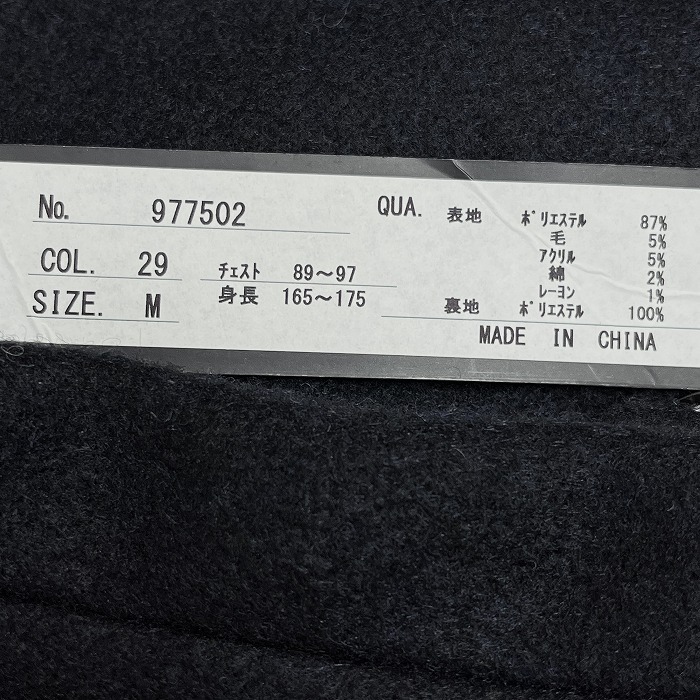 No. 977502
COL. 29
SIZE. M
チェスト 89～97
身長 165～175
QUA. 表地 ポリエステル 87%
毛 5%
アクリル 5%
綿 2%
レーヨン 1%
裏地 ポリエステル 100%
MADE IN CHINA